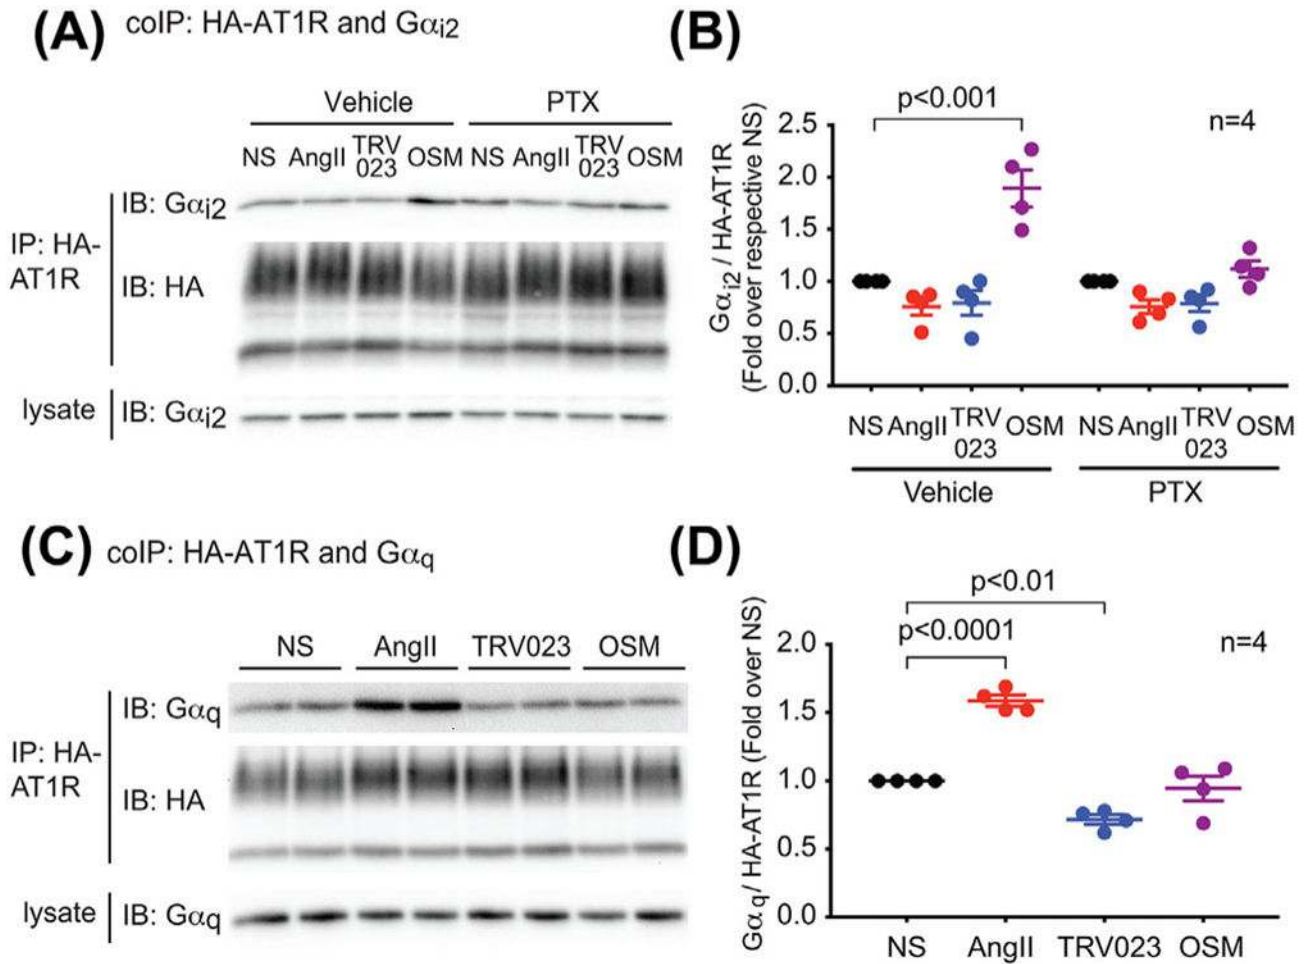 (A) coIP: HA-AT1R and Gαi2
Vehicle PTX
NS AngII TRV 023 OSM NS AngII TRV 023 OSM
IP: HA-AT1R
IB: Gαi2
IB: HA
lysate IB: Gαi2
(B)
p<0.001
n=4
Gαi2 / HA-AT1R
(Fold over respective NS)
2.5
2.0
1.5
1.0
0.5
0.0
NS AngII TRV 023 OSM NS AngII TRV 023 OSM
Vehicle PTX
(C) coIP: HA-AT1R and Gαq
NS AngII TRV023 OSM
IP: HA-AT1R
IB: Gαq
IB: HA
lysate IB: Gαq
(D)
p<0.01
p<0.0001
n=4
Gαq/ HA-AT1R (Fold over NS)
2.0
1.5
1.0
0.5
0.0
NS AngII TRV023 OSM